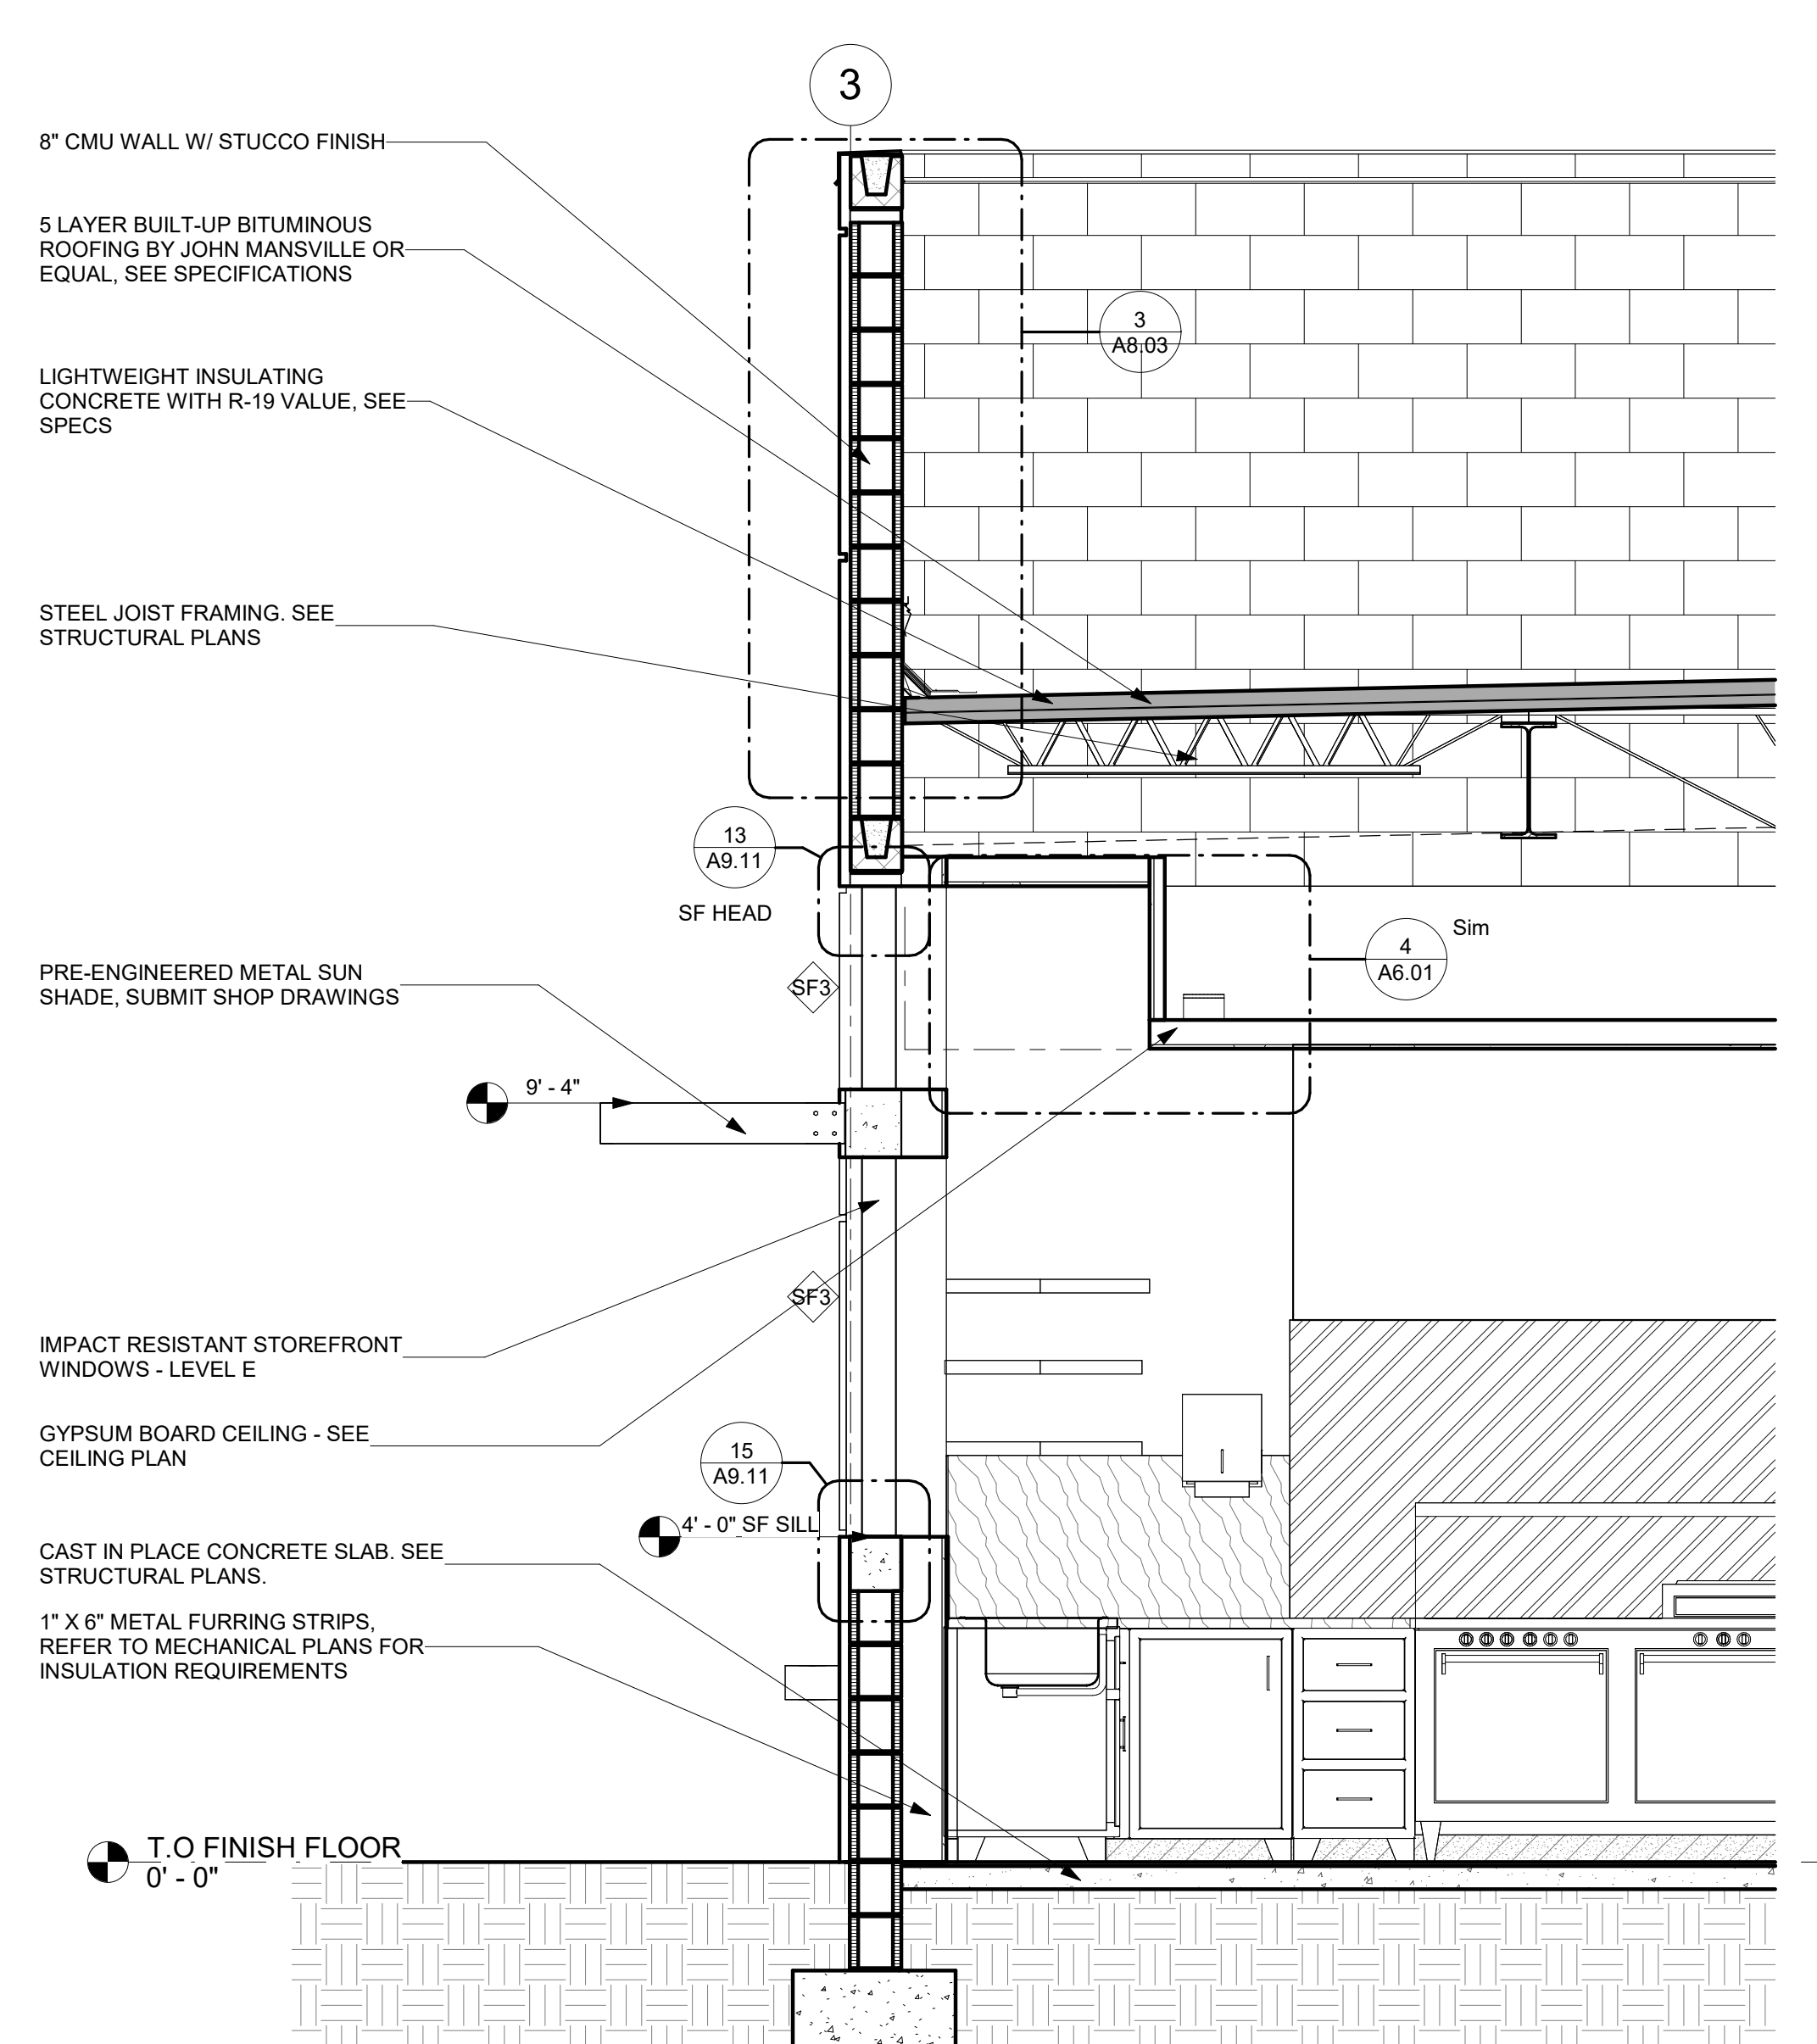 3
8" CMU WALL W/ STUCCO FINISH
5 LAYER BUILT-UP BITUMINOUS
ROOFING BY JOHN MANSVILLE OR
EQUAL, SEE SPECIFICATIONS
3
A8.03
LIGHTWEIGHT INSULATING
CONCRETE WITH R-19 VALUE, SEE
SPECS
STEEL JOIST FRAMING. SEE
STRUCTURAL PLANS
13
A9.11
SF HEAD
4
A6.01
Sim
PRE-ENGINEERED METAL SUN
SHADE, SUBMIT SHOP DRAWINGS
SF3
9' - 4"
SF3
IMPACT RESISTANT STOREFRONT
WINDOWS - LEVEL E
GYPSUM BOARD CEILING - SEE
CEILING PLAN
15
A9.11
4' - 0" SF SILL
CAST IN PLACE CONCRETE SLAB. SEE
STRUCTURAL PLANS.
1" X 6" METAL FURRING STRIPS,
REFER TO MECHANICAL PLANS FOR
INSULATION REQUIREMENTS
T.O FINISH FLOOR
0' - 0"